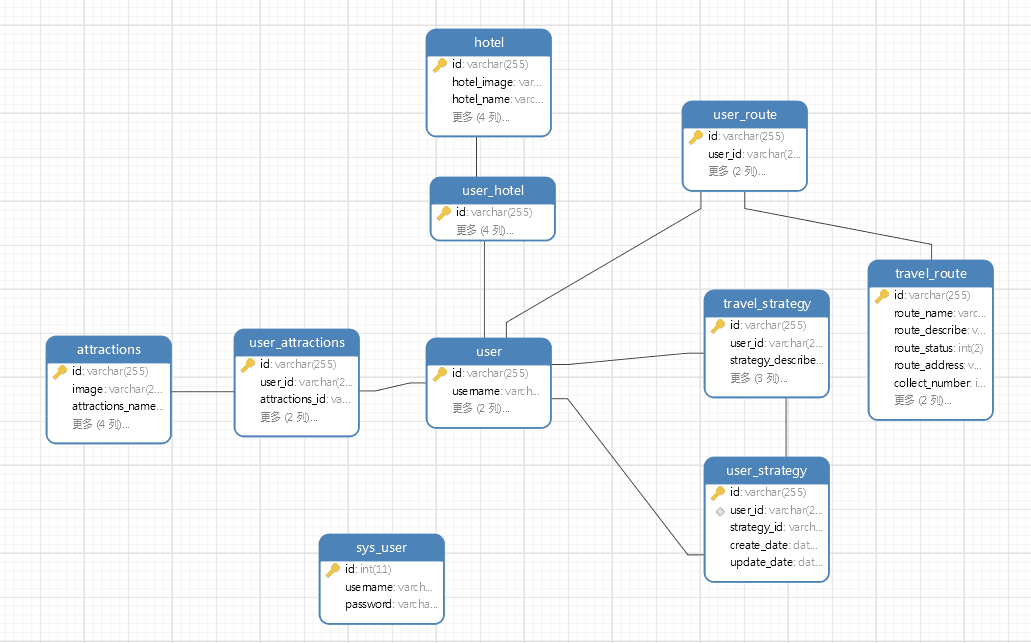 hotel
id: varchar(255)
hotel_image: var...
hotel_name: varc...
更多 (4 列)...
user_route
id: varchar(255)
user_id: varchar(2...
更多 (2 列)...
user_hotel
id: varchar(255)
更多 (4 列)...
travel_route
id: varchar(255)
route_name: varc...
route_describe: v...
route_status: int(2)
route_address: v...
collect_number: i...
更多 (2 列)...
travel_strategy
id: varchar(255)
user_id: varchar(2...
strategy_describe...
更多 (3 列)...
attractions
id: varchar(255)
image: varchar(2...
attractions_name...
更多 (4 列)...
user_attractions
id: varchar(255)
user_id: varchar(2...
attractions_id: va...
更多 (2 列)...
user
id: varchar(255)
username: varch...
更多 (2 列)...
user_strategy
id: varchar(255)
user_id: varchar(2...
strategy_id: varch...
create_date: dat...
update_date: dat...
sys_user
id: int(11)
username: varch...
password: varcha...